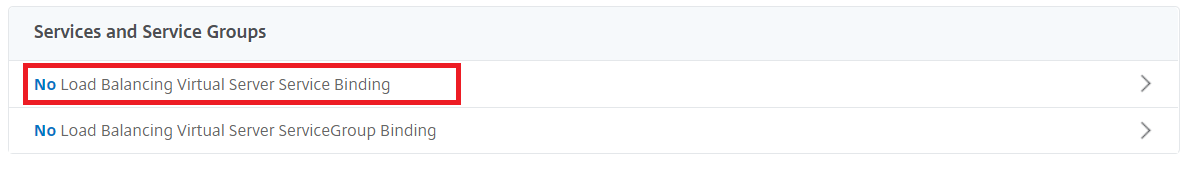 Services and Service Groups
No Load Balancing Virtual Server Service Binding
No Load Balancing Virtual Server ServiceGroup Binding